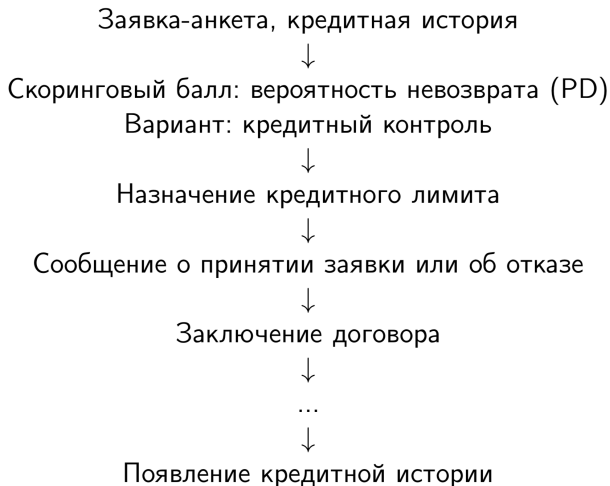 Заявка-анкета, кредитная история
↓
Скоринговый балл: вероятность невозврата (PD)
Вариант: кредитный контроль
↓
Назначение кредитного лимита
↓
Сообщение о принятии заявки или об отказе
↓
Заключение договора
↓
...
↓
Появление кредитной истории